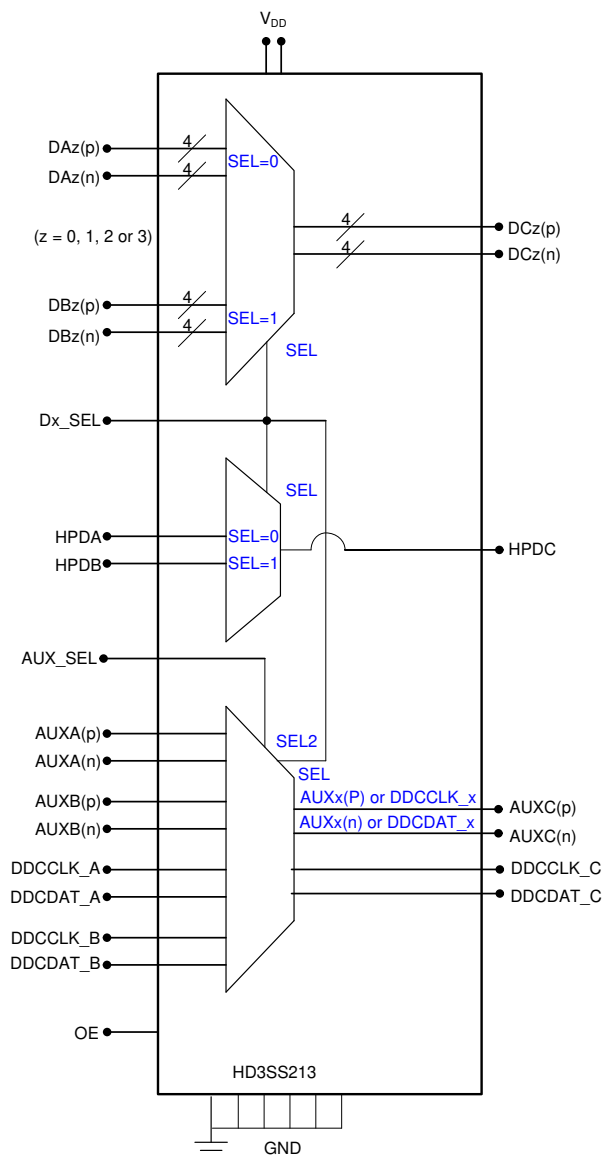 VDD
DAz(p)
4
SEL=0
DAz(n)
4
(z = 0, 1, 2 or 3)
4
DCz(p)
4
DCz(n)
DBz(p)
4
SEL=1
DBz(n)
4
SEL
Dx_SEL
SEL
HPDA
SEL=0
HPDC
HPDB
SEL=1
AUX_SEL
AUXA(p)
SEL2
AUXA(n)
SEL
AUXB(p)
AUXx(P) or DDCCLK_x
AUXC(p)
AUXB(n)
AUXx(n) or DDCDAT_x
AUXC(n)
DDCCLK_A
DDCCLK_C
DDCDAT_A
DDCDAT_C
DDCCLK_B
DDCDAT_B
OE
HD3SS213
GND